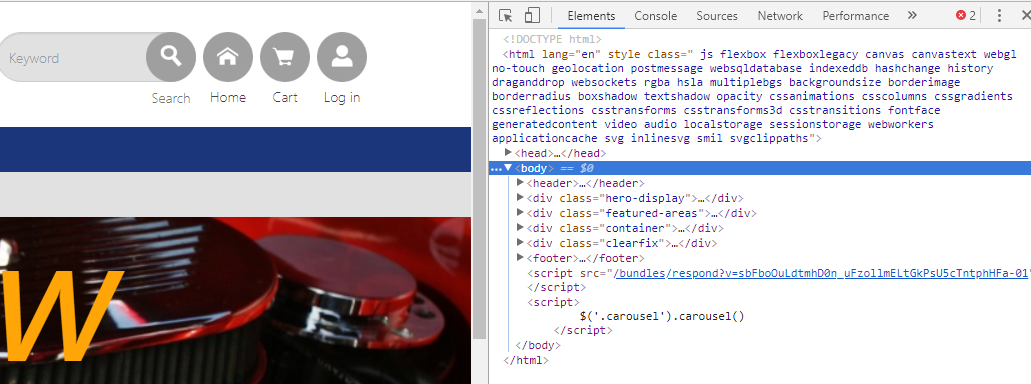 Keyword
Search
Home
Cart
Log in
W
Elements Console Sources Network Performance » 2
<!DOCTYPE html>
<html lang="en" style class=" js flexbox flexboxlegacy canvas canvastext webgl
no-touch geolocation postmessage websqldatabase indexeddb hashchange history
draganddrop websockets rgba hsla multiplebgs backgroundsize borderimage
borderradius boxshadow textshadow opacity cssanimations csscolumns cssgradients
cssreflections csstransforms csstransforms3d csstransitions fontface
generatedcontent video audio localstorage sessionstorage webworkers
applicationcache svg inlinesvg smil svgclippaths">
<head>…</head>
…<body> == $0
<header>…</header>
<div class="hero-display">…</div>
<div class="featured-areas">…</div>
<div class="container">…</div>
<div class="clearfix">…</div>
<footer>…</footer>
<script src="/bundles/respond?v=sbFboOuLdtmhD0n_uFzollmELtGkPsU5cTntphHFa-01"
</script>
<script>
$('.carousel').carousel()
</script>
</body>
</html>